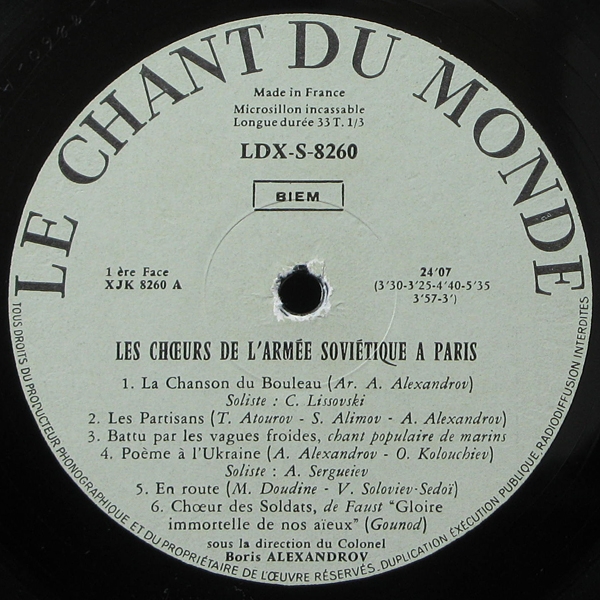 LE CHANT DU MONDE
Made in France
Microsillon incassable
Longue durée 33 T. 1/3
LDX-S-8260
BIEM
1 ère Face
XJK 8260 A
24'07
(3'30-3'25-4'40-5'35
3'57-3')
LES CHŒURS DE L'ARMÉE SOVIÉTIQUE A PARIS
1. La Chanson du Bouleau (Ar. A. Alexandrov)
Soliste : C. Lissovski
2. Les Partisans (T. Atourov - S. Alimov - A. Alexandrov)
3. Battu par les vagues froides, chant populaire de marins
4. Poème à l'Ukraine (A. Alexandrov - O. Kolouchiev)
Soliste : A. Sergueiev
5. En route (M. Doudine - V. Soloviev-Sedoï)
6. Chœur des Soldats, de Faust "Gloire
immortelle de nos aïeux" (Gounod)
sous la direction du Colonel
Boris ALEXANDROV
TOUS DROITS DU PRODUCTEUR PHONOGRAPHIQUE ET DU PROPRIÉTAIRE DE L'ŒUVRE RÉSERVÉS. DUPLICATION EXÉCUTION PUBLIQUE. RADIODIFFUSION INTERDITES